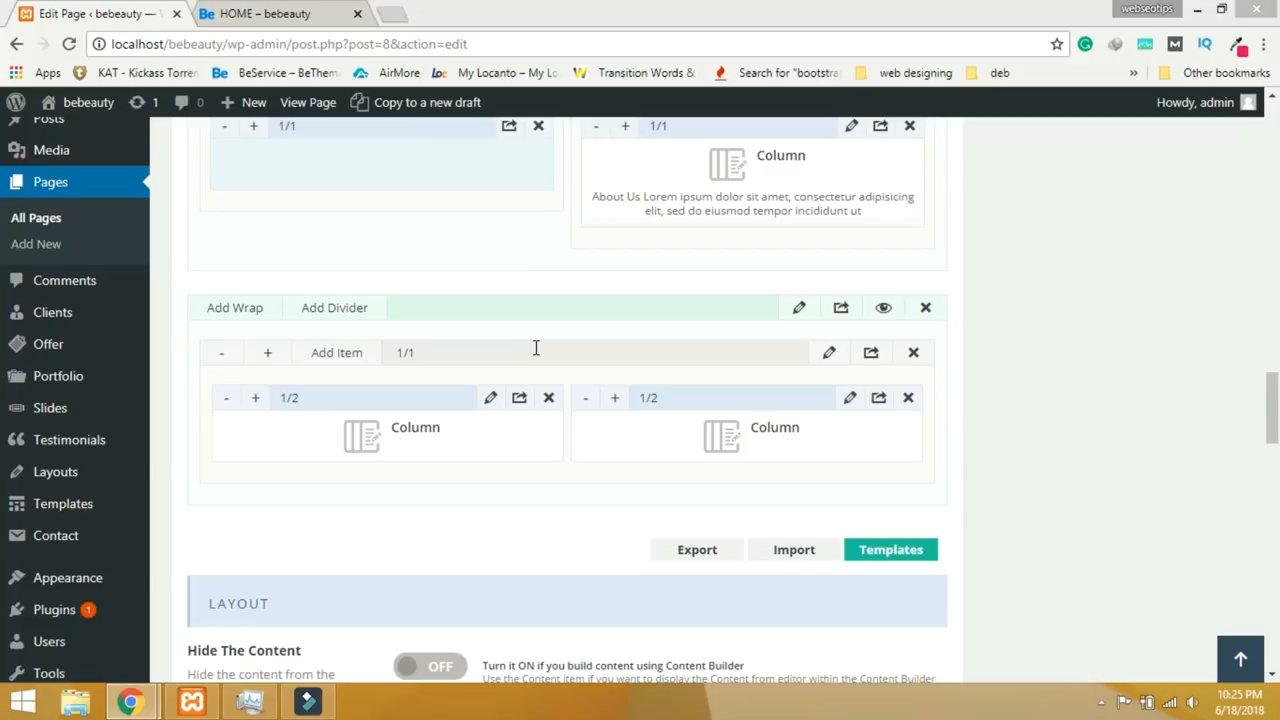 Edit Page ‹ bebeauty — W
HOME – bebeauty
webseotips
localhost/bebeauty/wp-admin/post.php?post=8&action=edit
Apps
KAT - Kickass Torren
BeService – BeTheme
AirMore
My Locanto – My Lo
Transition Words &
Search for "bootstra
web designing
deb
»
Other bookmarks
bebeauty
1
0
New
View Page
Copy to a new draft
Howdy, admin
Posts
Media
Pages
All Pages
Add New
Comments
Clients
Offer
Portfolio
Slides
Testimonials
Layouts
Templates
Contact
Appearance
Plugins 1
Users
Tools
- + 1/1
- + 1/1
Column
About Us Lorem ipsum dolor sit amet, consectetur adipisicing
elit, sed do eiusmod tempor incididunt ut
Add Wrap
Add Divider
- + Add Item 1/1
- + 1/2
- + 1/2
Column
Column
Export
Import
Templates
LAYOUT
Hide The Content
Hide the content from the
OFF
Turn it ON if you build content using Content Builder
Use the Content item if you want to display the Content from editor within the Content Builder
10:25 PM
6/18/2018